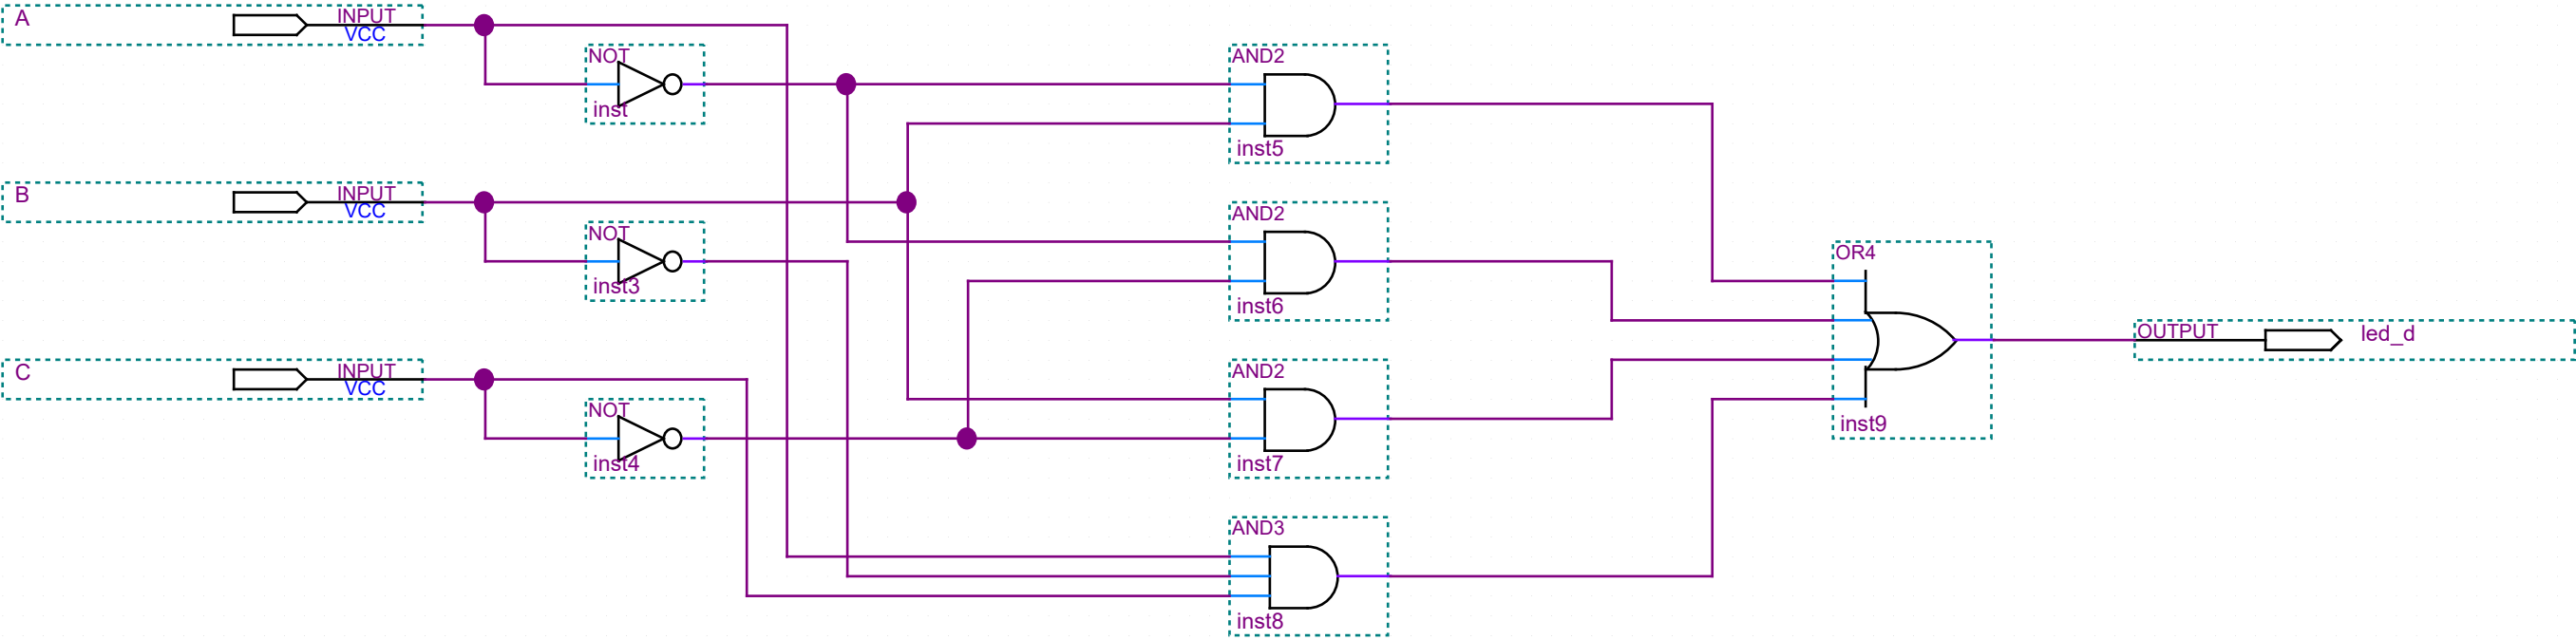 A
INPUT
VCC
NOT
inst
AND2
inst5
B
INPUT
VCC
NOT
inst3
AND2
inst6
OR4
inst9
OUTPUT
led_d
C
INPUT
VCC
NOT
inst4
AND2
inst7
AND3
inst8